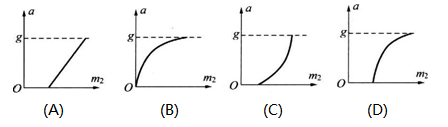 a a a a
g g g g
O m₂ O m₂ O m₂ O m₂
(A) (B) (C) (D)